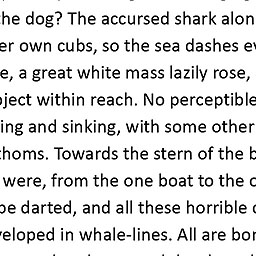 the dog? The accursed shark alon
er own cubs, so the sea dashes ev
e, a great white mass lazily rose,
ject within reach. No perceptible
ing and sinking, with some other
thoms. Towards the stern of the b
were, from the one boat to the o
be darted, and all these horrible c
veloped in whale-lines. All are bor